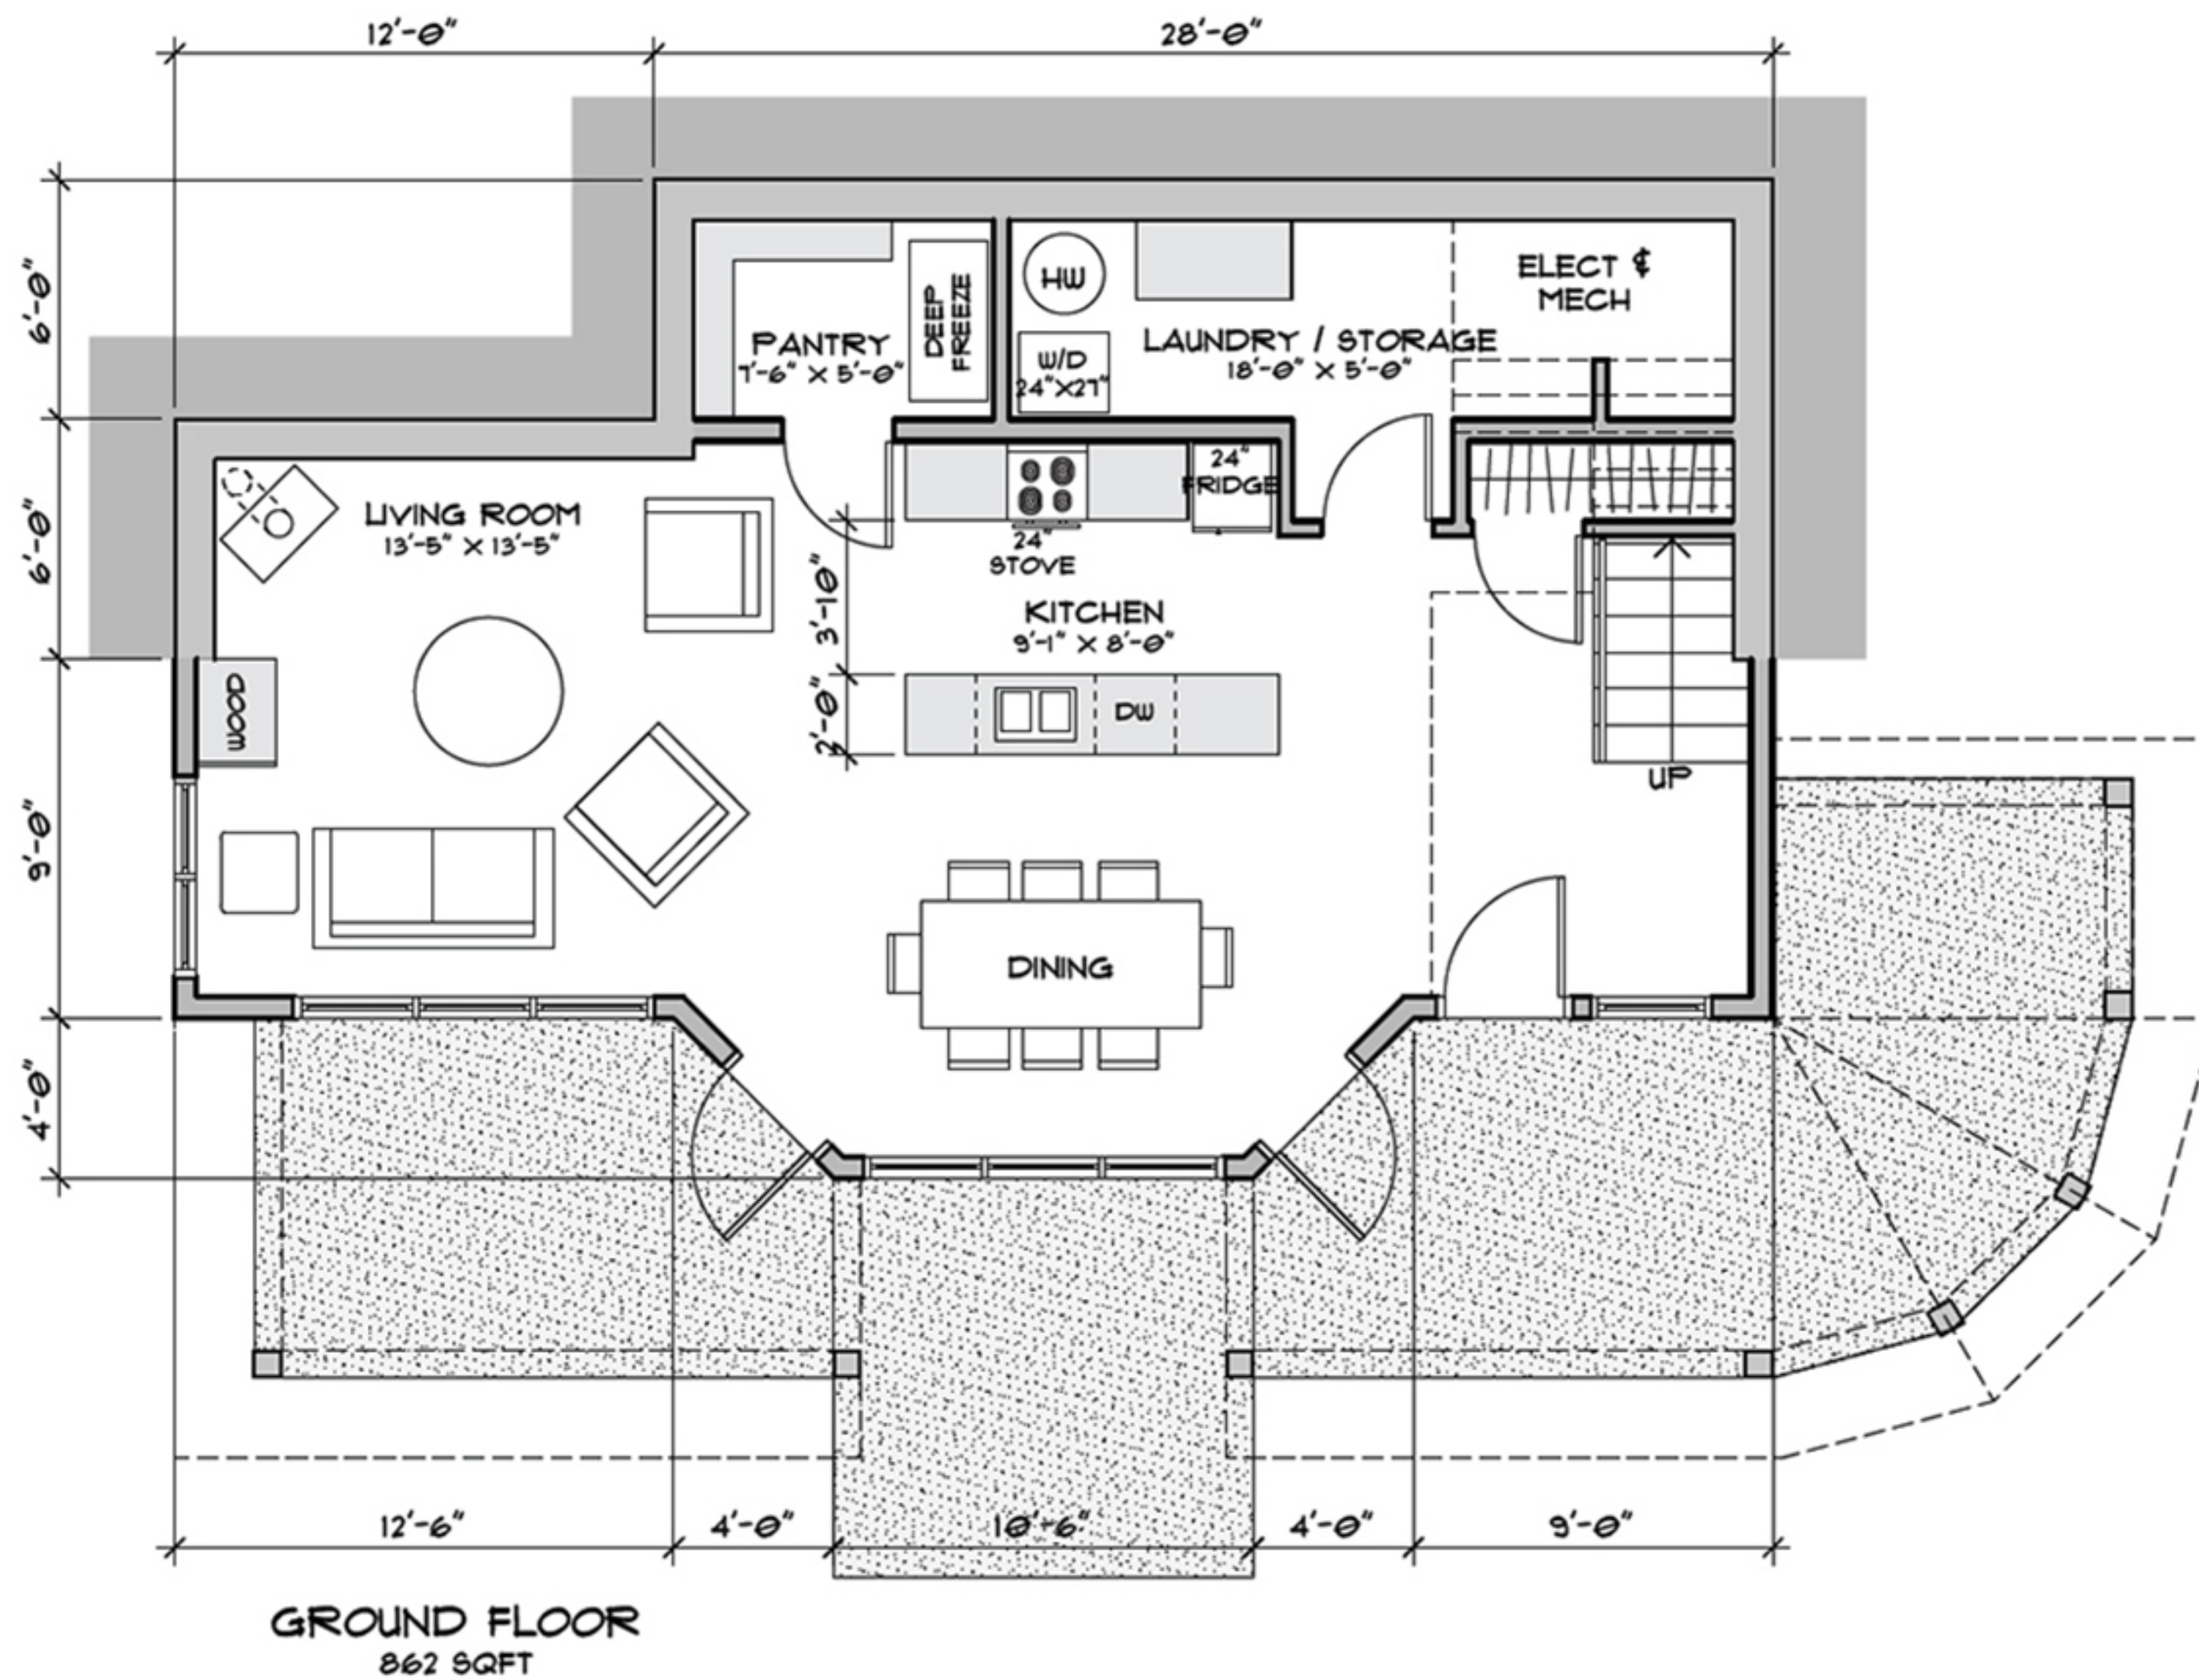 12'-0"
28'-0"
6'-0"
6'-0"
9'-0"
4'-0"
PANTRY
7'-6" X 5'-0"
DEEP
FREEZE
HW
W/D
24"X27"
LAUNDRY / STORAGE
18'-0" X 5'-0"
ELECT &
MECH
LIVING ROOM
13'-5" X 13'-5"
24"
STOVE
24"
FRIDGE
3'-10"
KITCHEN
9'-1" X 8'-0"
2'-0"
DW
WOOD
UP
DINING
12'-6"
4'-0"
10'-6"
4'-0"
9'-0"
GROUND FLOOR
862 SQFT